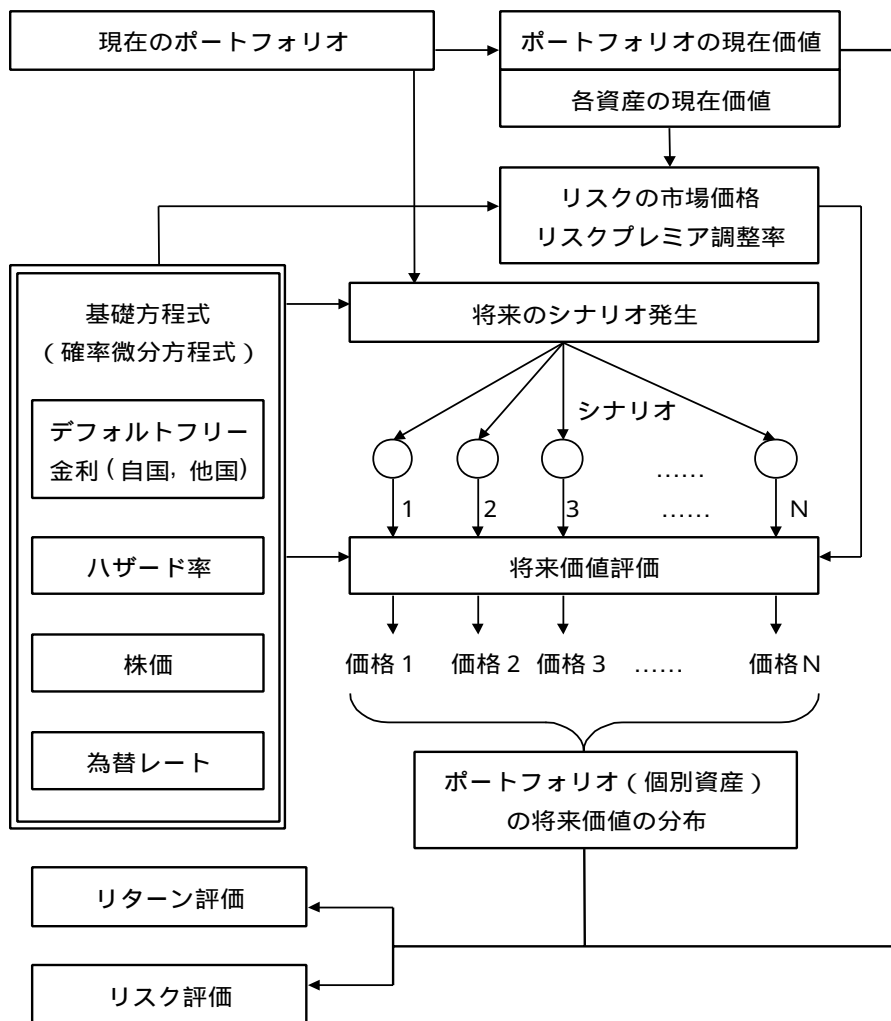 現在のポートフォリオ
ポートフォリオの現在価値
各資産の現在価値
リスクの市場価格
リスクプレミア調整率
基礎方程式
(確率微分方程式)
将来のシナリオ発生
シナリオ
デフォルトフリー
金利(自国, 他国)
……
1 2 3 …… N
ハザード率
将来価値評価
株価
価格1 価格2 価格3 …… 価格N
為替レート
ポートフォリオ(個別資産)
の将来価値の分布
リターン評価
リスク評価